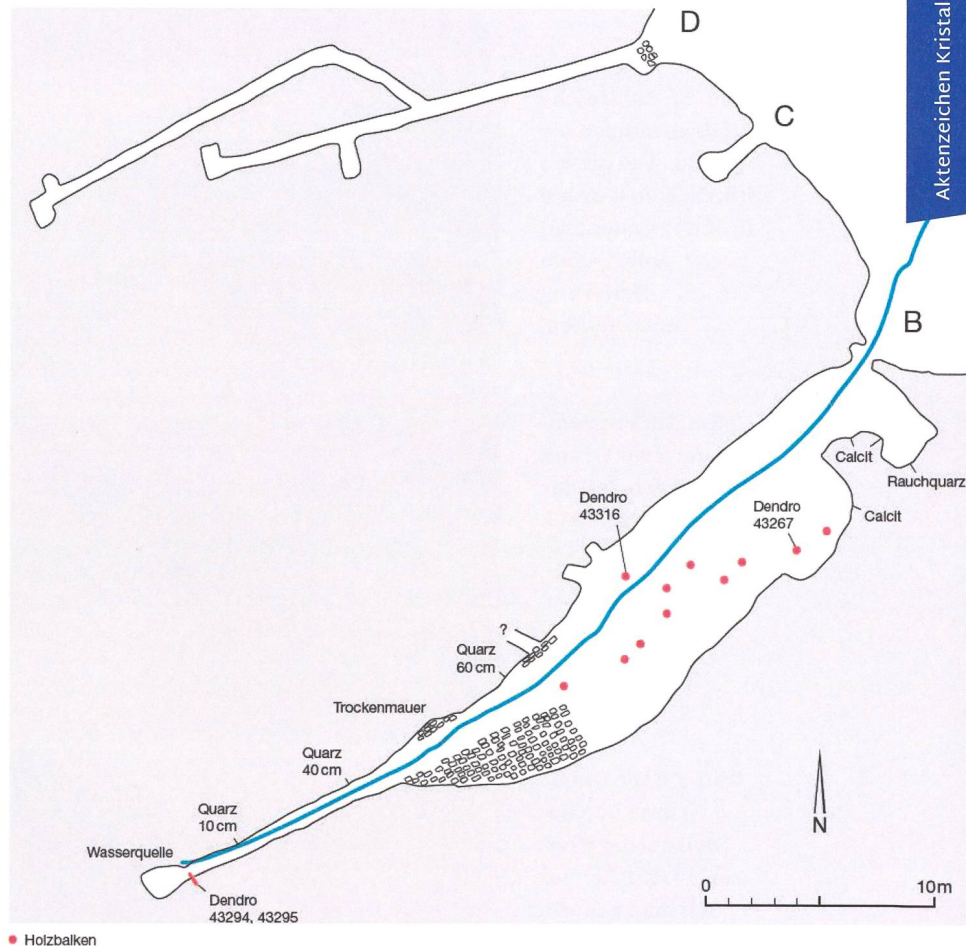 Aktenzeichen Kristal
D
C
B
Calcit
Rauchquarz
Calcit
Dendro
43316
Dendro
43267
?
Quarz
60 cm
Trockenmauer
Quarz
40 cm
Quarz
10 cm
Wasserquelle
Dendro
43294, 43295
N
0
10 m
Holzbalken